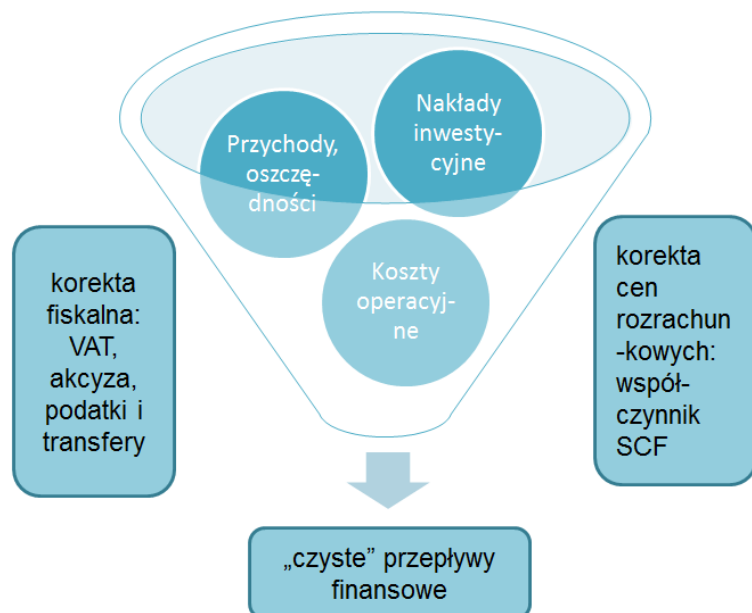 Nakłady
inwesty-
cyjne
Przychody,
oszczę-
dności
Koszty
operacyj-
ne
korekta
fiskalna:
VAT,
akcyza,
podatki i
transfery
korekta
cen
rozrachun
-kowych:
współ-
czynnik
SCF
„czyste” przepływy
finansowe